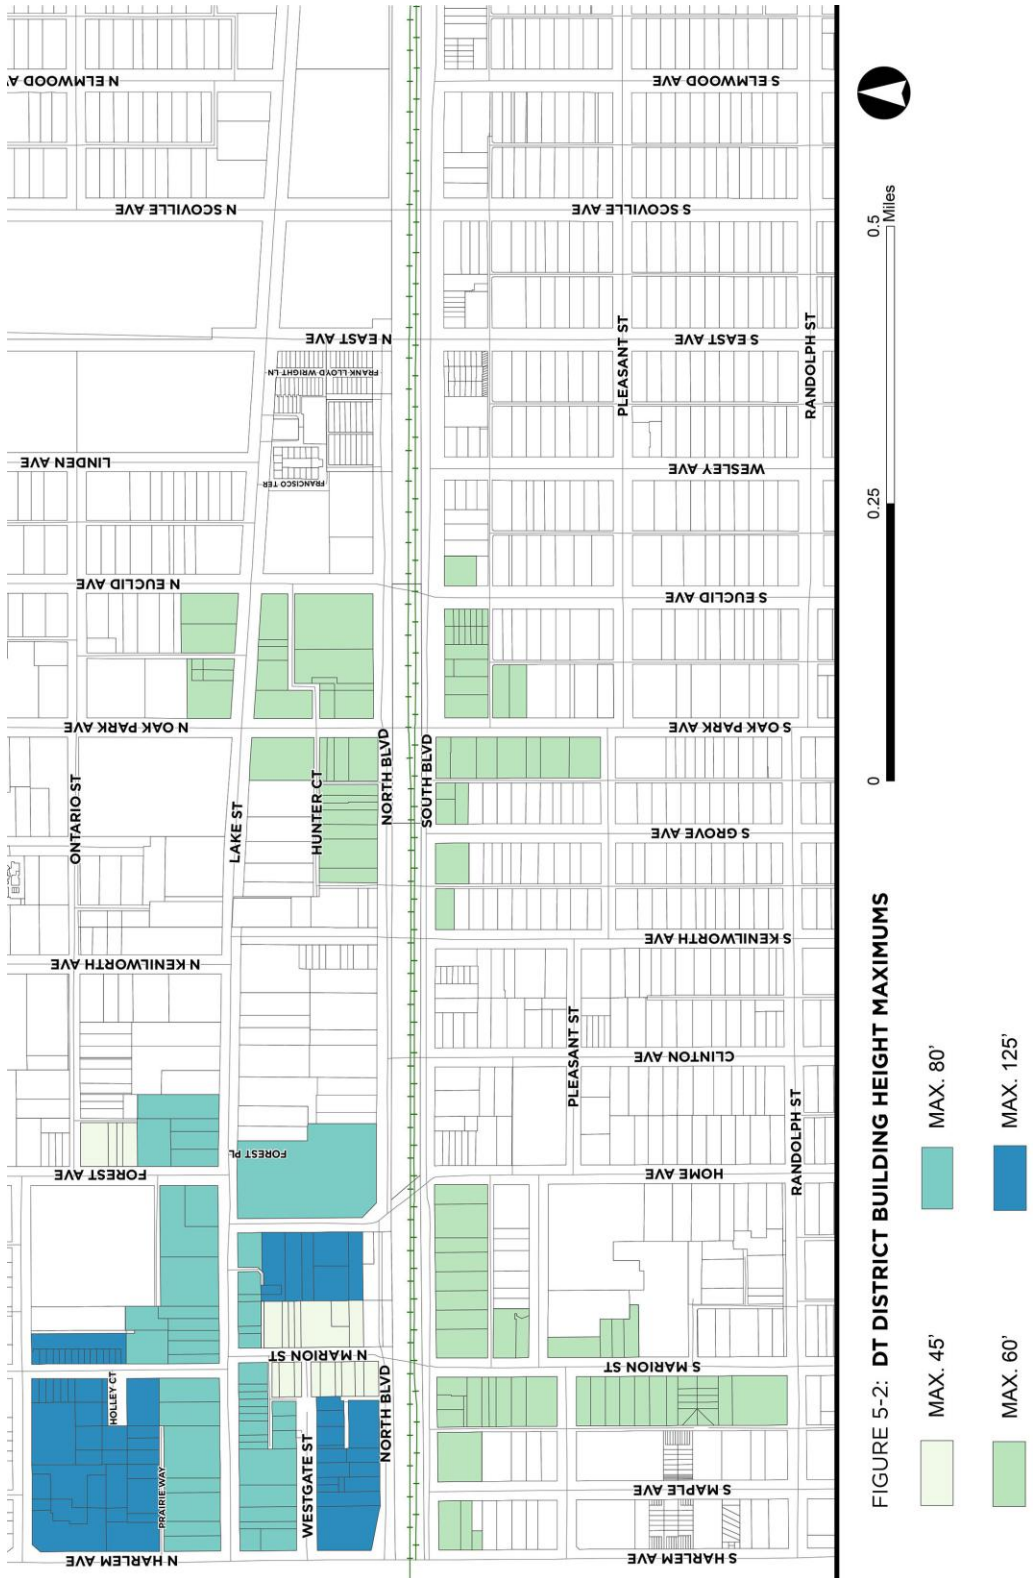 N ELMWOOD AV
S ELMWOOD AVE
N SCOVILLE AVE
S SCOVILLE AVE
N EAST AVE
S EAST AVE
FRANK LLOYD WRIGHT LN
LINDEN AVE
FRANCISCO TER
WESLEY AVE
PLEASANT ST
RANDOLPH ST
N EUCLID AVE
S EUCLID AVE
N OAK PARK AVE
S OAK PARK AVE
ONTARIO ST
LAKE ST
HUNTER CT
NORTH BLVD
SOUTH BLVD
S GROVE AVE
N KENILWORTH AVE
S KENILWORTH AVE
CLINTON AVE
PLEASANT ST
RANDOLPH ST
FOREST AVE
FOREST PL
HOME AVE
N MARION ST
S MARION ST
HOLLEY CT
PRAIRIE WAY
WESTGATE ST
NORTH BLVD
S MAPLE AVE
N HARLEM AVE
S HARLEM AVE
FIGURE 5-2: DT DISTRICT BUILDING HEIGHT MAXIMUMS
MAX. 45'
MAX. 80'
MAX. 60'
MAX. 125'
0
0.25
0.5
Miles